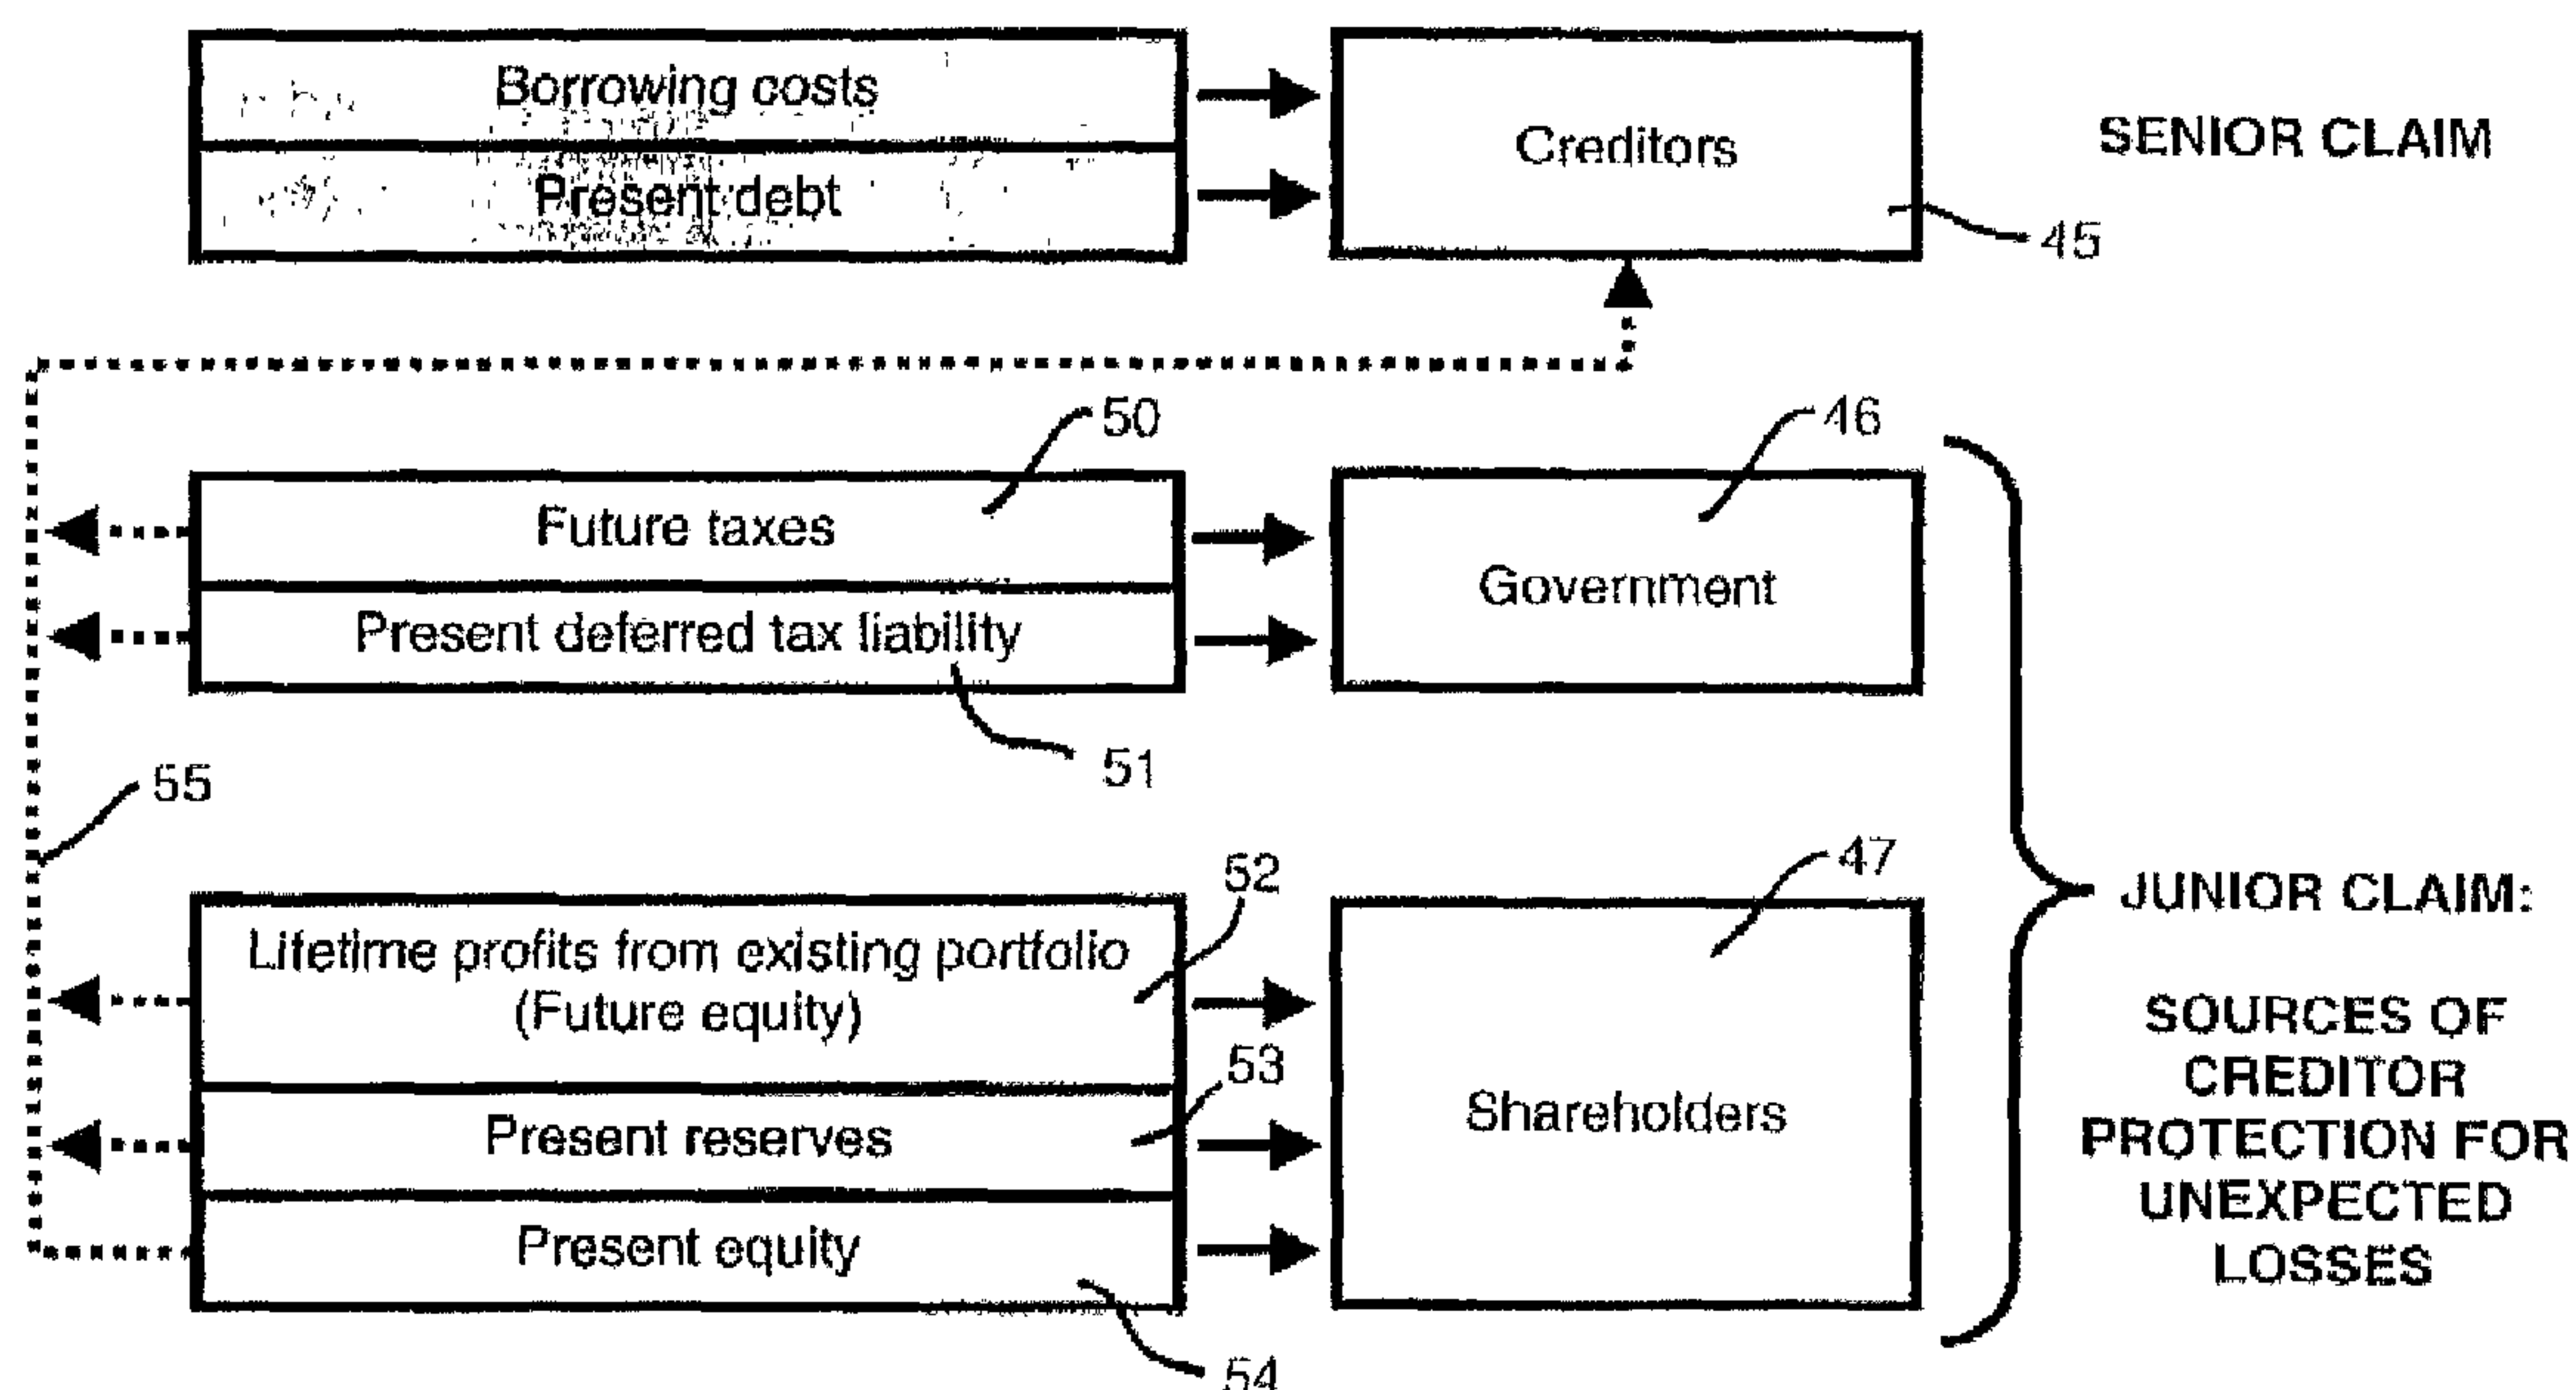 Borrowing costs
Present debt
Creditors
SENIOR CLAIM
45
50
46
Future taxes
Present deferred tax liability
Government
51
55
52
47
Lifetime profits from existing portfolio
(Future equity)
53
Present reserves
Present equity
Shareholders
54
JUNIOR CLAIM:
SOURCES OF
CREDITOR
PROTECTION FOR
UNEXPECTED
LOSSES